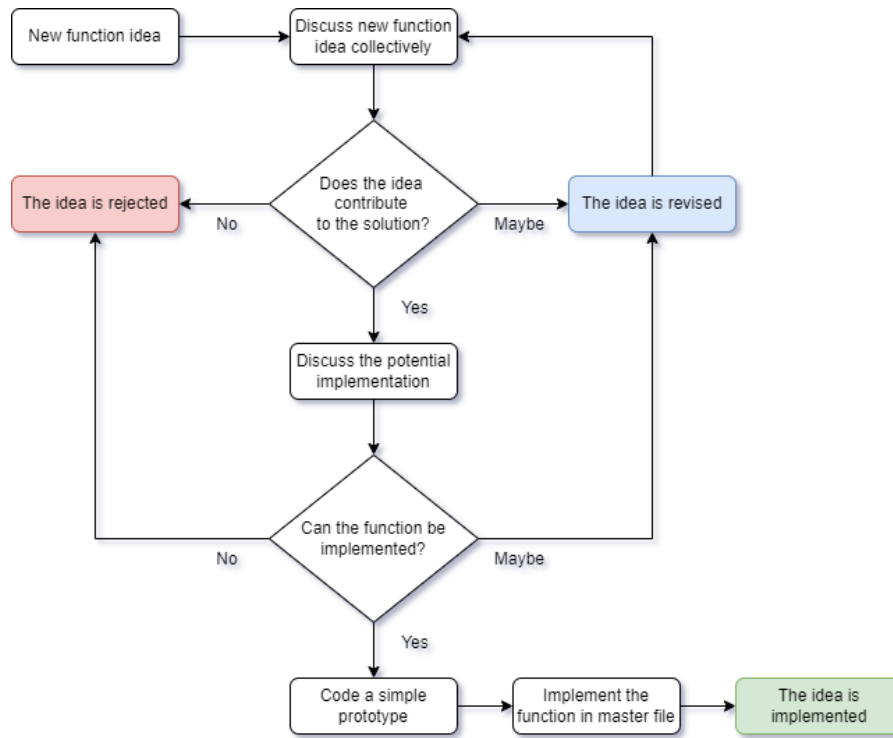 New function idea
Discuss new function
idea collectively
Does the idea
contribute
to the solution?
The idea is rejected
No
Maybe
The idea is revised
Yes
Discuss the potential
implementation
Can the function be
implemented?
No
Maybe
Yes
Code a simple
prototype
Implement the
function in master file
The idea is
implemented